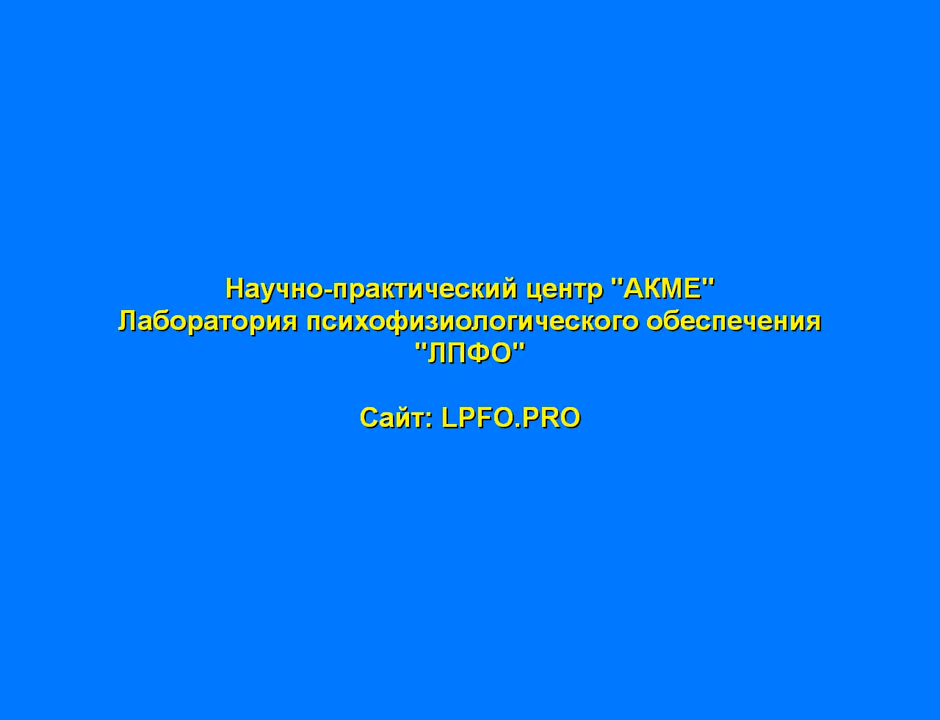 Научно-практический центр "АКМЕ"
Лаборатория психофизиологического обеспечения
"ЛПФО"
Сайт: LPFO.PRO